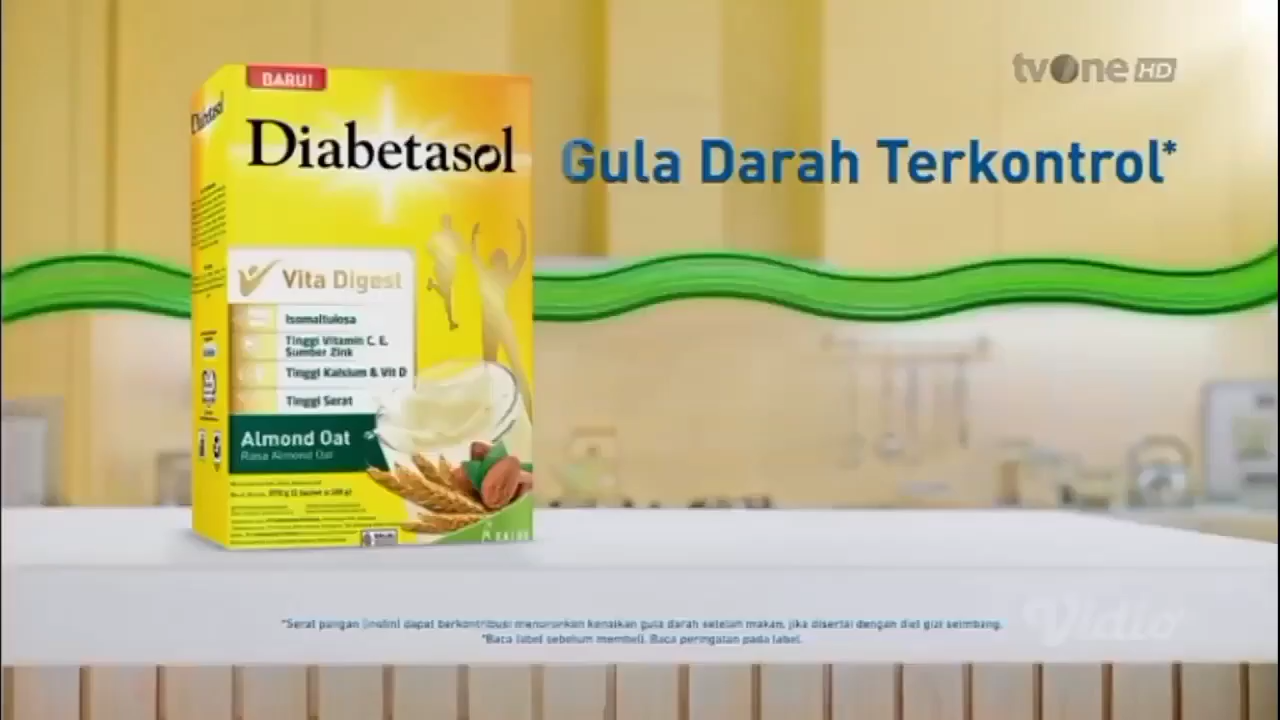 tvOne HD
BARU!
Diabetasol
Diabetasol
Gula Darah Terkontrol*
Vita Digest
Isomaltulosa
Tinggi Vitamin C, E,
Sumber Zink
Tinggi Kalsium & Vit D
Tinggi Serat
Almond Oat
Rasa Almond Oat
KALBE
*Serat pangan (inulin) dapat berkontribusi menurunkan kenaikan gula darah setelah makan, jika disertai dengan diet gizi seimbang.
*Baca label sebelum membeli. Baca peringatan pada label.
Vidio